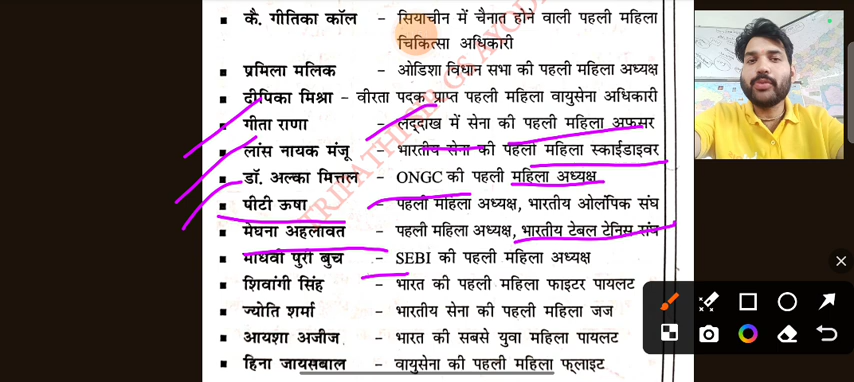 ▪ कै. गीतिका कॉल - सियाचीन में चैनात होने वाली पहली महिला
चिकित्सा अधिकारी
▪ प्रमिला मलिक - ओडिशा विधान सभा की पहली महिला अध्यक्ष
▪ दीपिका मिश्रा - वीरता पदक प्राप्त पहली महिला वायुसेना अधिकारी
▪ गीता राणा - लद्दाख में सेना की पहली महिला अफसर
▪ लांस नायक मंजू - भारतीय सेना की पहली महिला स्काईडाइवर
▪ डॉ. अल्का मित्तल - ONGC की पहली महिला अध्यक्ष
▪ पीटी ऊषा - पहली महिला अध्यक्ष, भारतीय ओलंपिक संघ
▪ मेघना अहलावत - पहली महिला अध्यक्ष, भारतीय टेबल टेनिस संघ
▪ माधवी पुरी बुच - SEBI की पहली महिला अध्यक्ष
▪ शिवांगी सिंह - भारत की पहली महिला फाइटर पायलट
▪ ज्योति शर्मा - भारतीय सेना की पहली महिला जज
▪ आयशा अजीज - भारत की सबसे युवा महिला पायलट
▪ हिना जायसबाल - वायुसेना की पहली महिला फ्लाइट